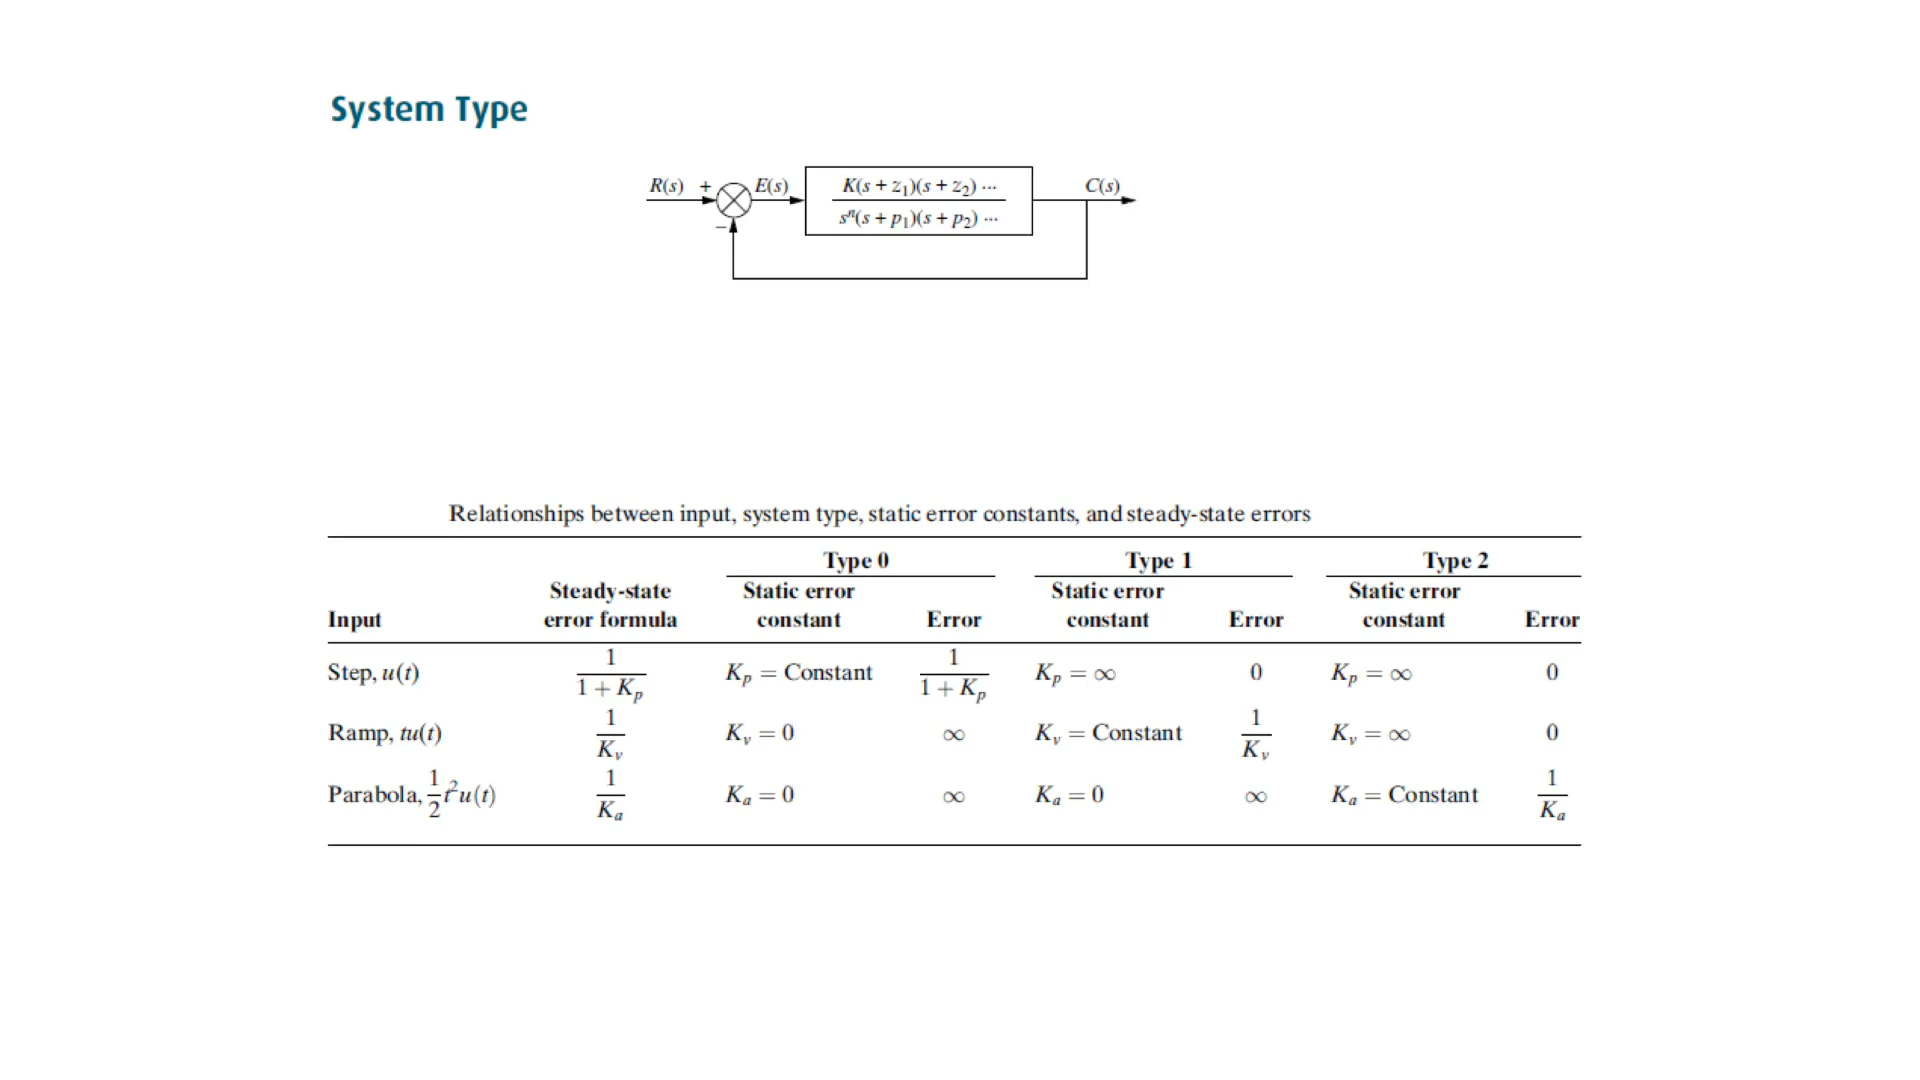 System Type
R(s) + E(s) K(s + z₁)(s + z₂) ··· C(s)
− sⁿ(s + p₁)(s + p₂) ···
Relationships between input, system type, static error constants, and steady-state errors
Type 0 Type 1 Type 2
Steady-state Static error Static error Static error
Input error formula constant Error constant Error constant Error
Step, u(t) 1/(1 + Kₚ) Kₚ = Constant 1/(1 + Kₚ) Kₚ = ∞ 0 Kₚ = ∞ 0
Ramp, tu(t) 1/Kᵥ Kᵥ = 0 ∞ Kᵥ = Constant 1/Kᵥ Kᵥ = ∞ 0
Parabola, 1/2 t²u(t) 1/Kₐ Kₐ = 0 ∞ Kₐ = 0 ∞ Kₐ = Constant 1/Kₐ